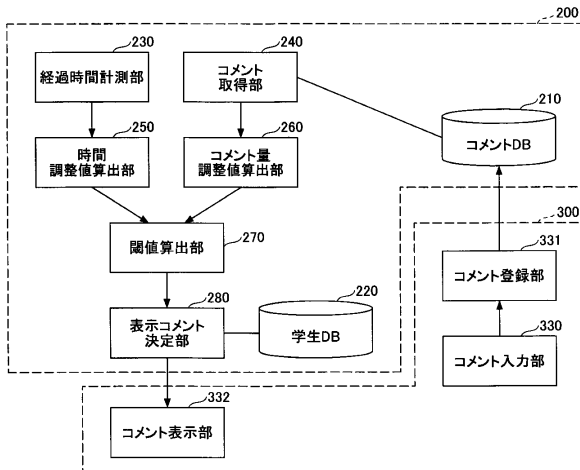 200
230
経過時間計測部
240
コメント
取得部
210
コメントDB
250
時間
調整値算出部
260
コメント量
調整値算出部
300
閾値算出部
270
331
コメント登録部
280
表示コメント
決定部
220
学生DB
330
コメント入力部
332
コメント表示部